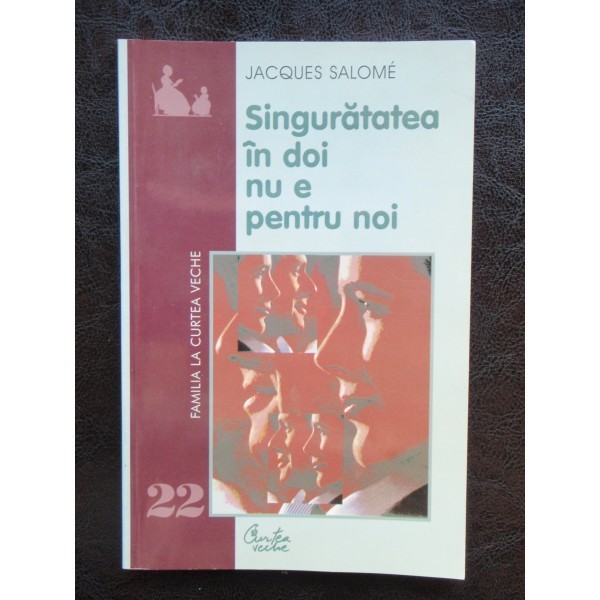 JACQUES SALOMÉ
Singurătatea
în doi
nu e
pentru noi
FAMILIA LA CURTEA VECHE
22
Curtea
veche